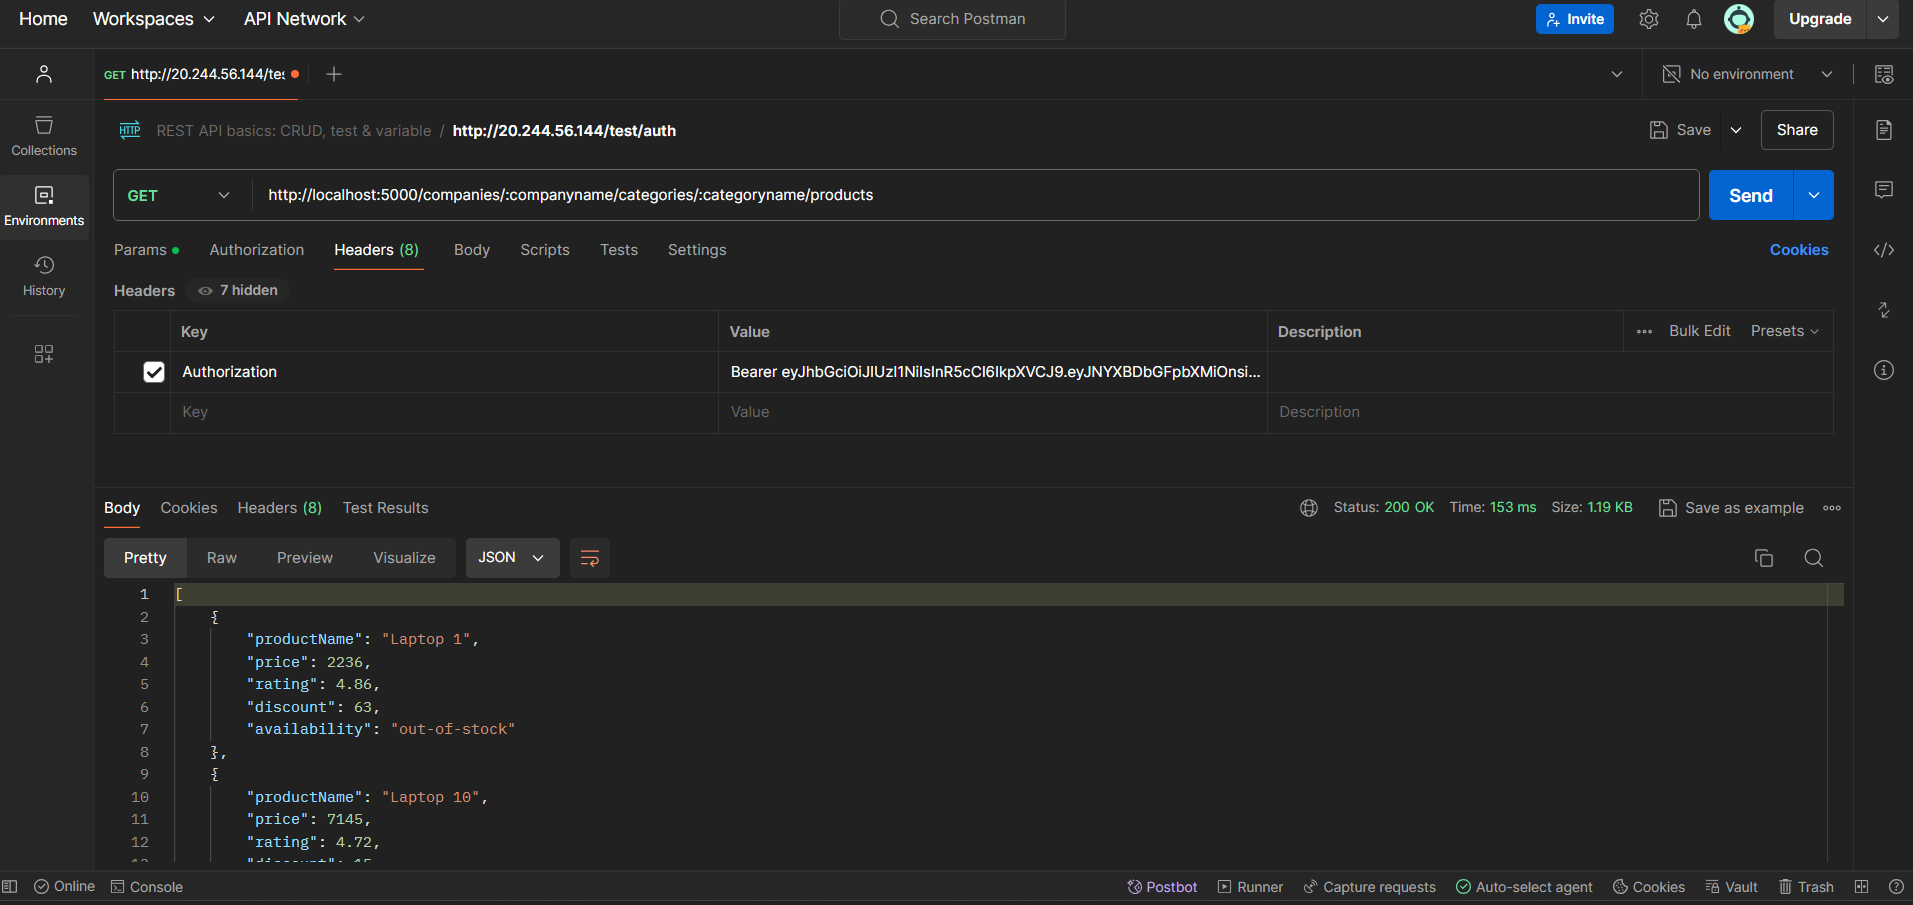 Home Workspaces API Network Search Postman Invite Upgrade
GET http://20.244.56.144/tes No environment
HTTP REST API basics: CRUD, test & variable / http://20.244.56.144/test/auth Save Share
Collections
GET http://localhost:5000/companies/:companyname/categories/:categoryname/products Send
Environments
Params Authorization Headers (8) Body Scripts Tests Settings Cookies
History
Headers 7 hidden
Key Value Description Bulk Edit Presets
Authorization Bearer eyJhbGciOiJIUzI1NiIsInR5cCI6IkpXVCJ9.eyJNYXBDbGFpbXMiOnsi...
Key Value Description
Body Cookies Headers (8) Test Results Status: 200 OK Time: 153 ms Size: 1.19 KB Save as example
Pretty Raw Preview Visualize JSON
1 [
2 {
3 "productName": "Laptop 1",
4 "price": 2236,
5 "rating": 4.86,
6 "discount": 63,
7 "availability": "out-of-stock"
8 },
9 {
10 "productName": "Laptop 10",
11 "price": 7145,
12 "rating": 4.72,
13 "discount": 15
Online Console Postbot Runner Capture requests Auto-select agent Cookies Vault Trash